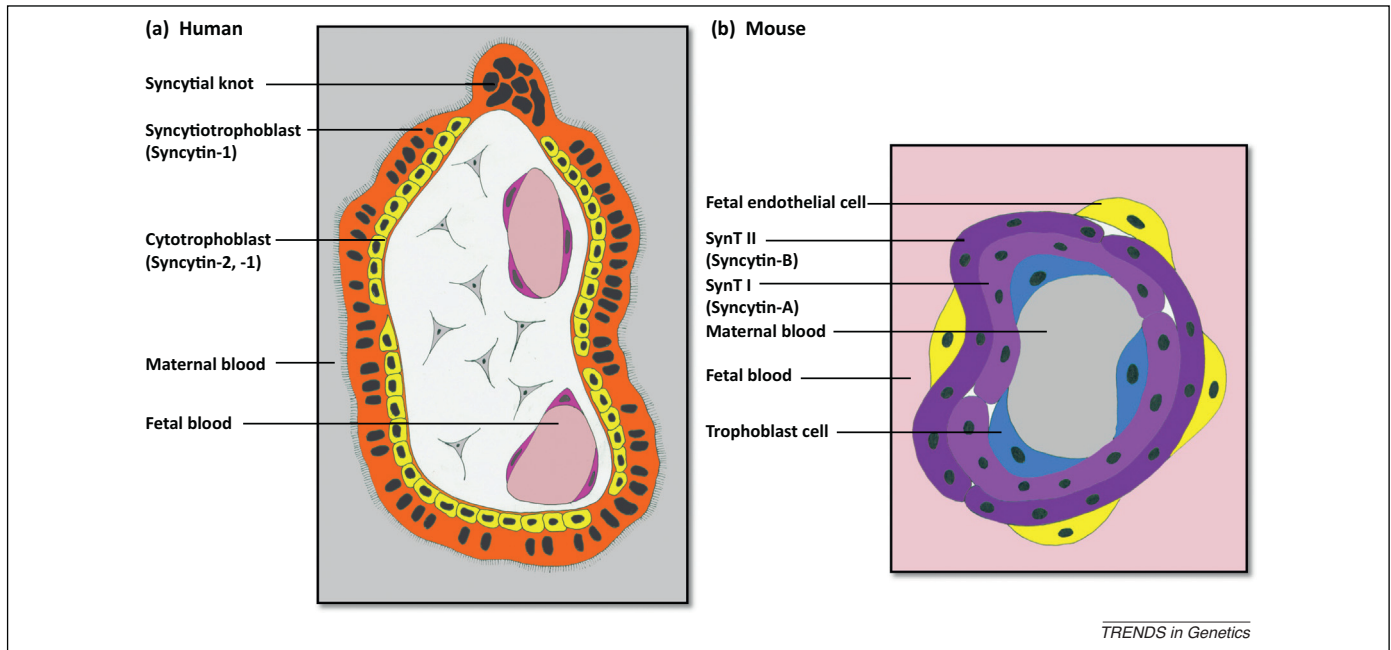 (a) Human
Syncytial knot
Syncytiotrophoblast
(Syncytin-1)
Cytotrophoblast
(Syncytin-2, -1)
Maternal blood
Fetal blood
(b) Mouse
Fetal endothelial cell
SynT II
(Syncytin-B)
SynT I
(Syncytin-A)
Maternal blood
Fetal blood
Trophoblast cell
TRENDS in Genetics